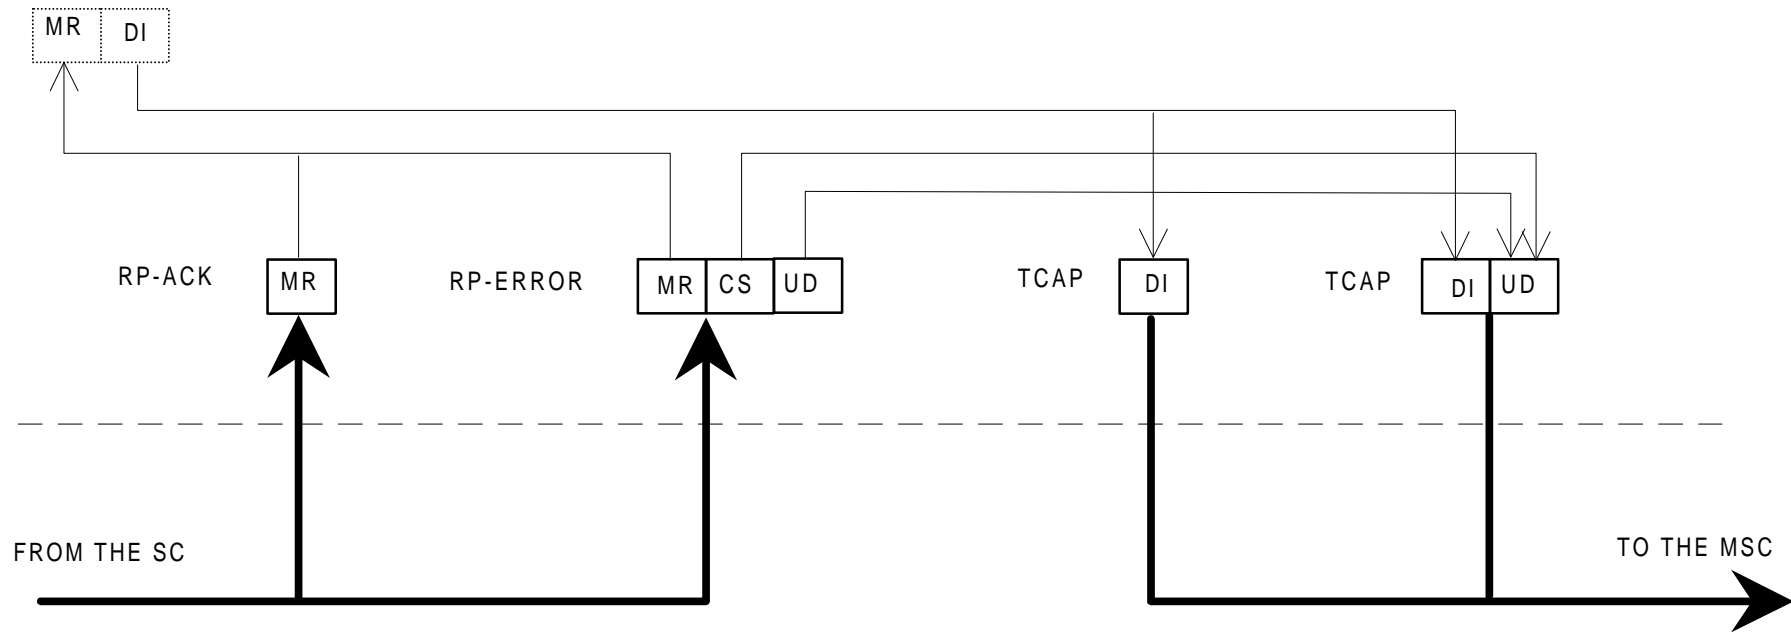 MR DI
RP-ACK MR RP-ERROR MR CS UD TCAP DI TCAP DI UD
FROM THE SC TO THE MSC